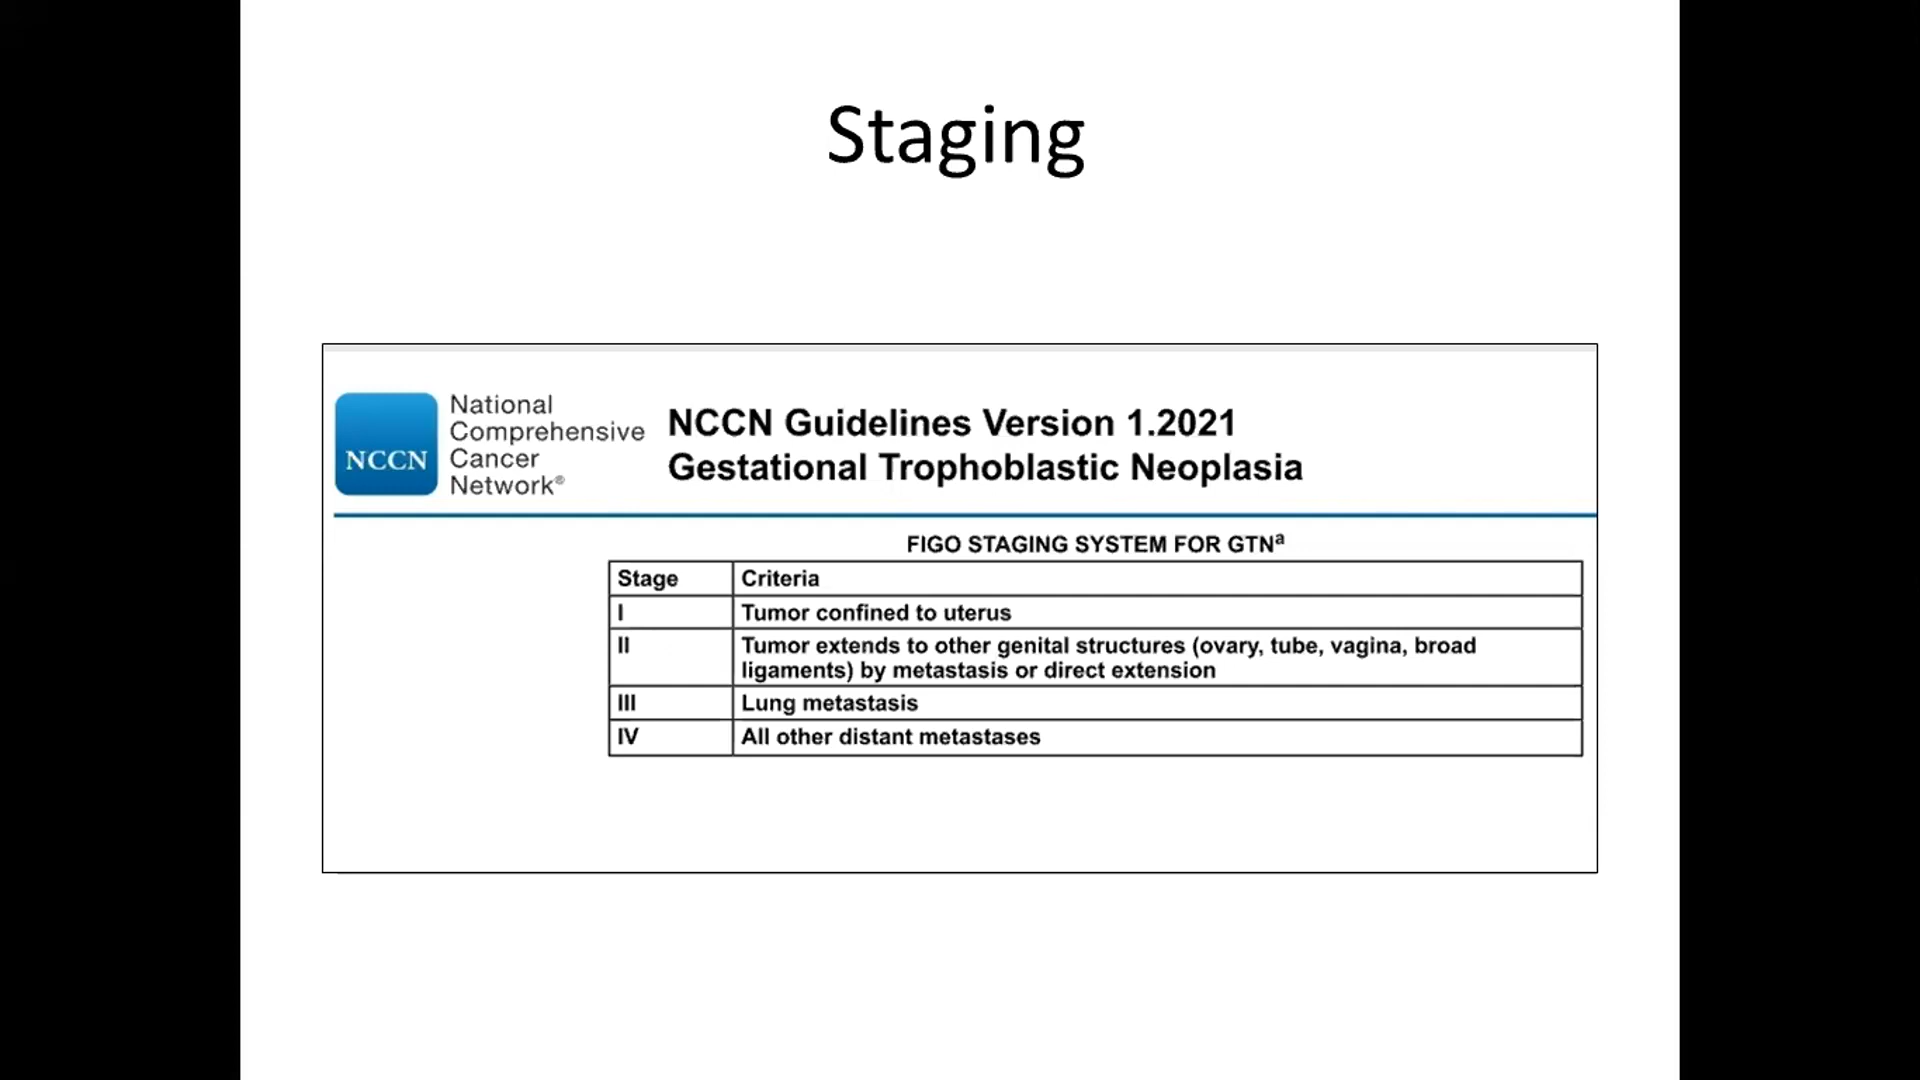 Staging
NCCN
National
Comprehensive
Cancer
Network®
NCCN Guidelines Version 1.2021
Gestational Trophoblastic Neoplasia
FIGO STAGING SYSTEM FOR GTNᵃ
Stage Criteria
I Tumor confined to uterus
II Tumor extends to other genital structures (ovary, tube, vagina, broad
ligaments) by metastasis or direct extension
III Lung metastasis
IV All other distant metastases